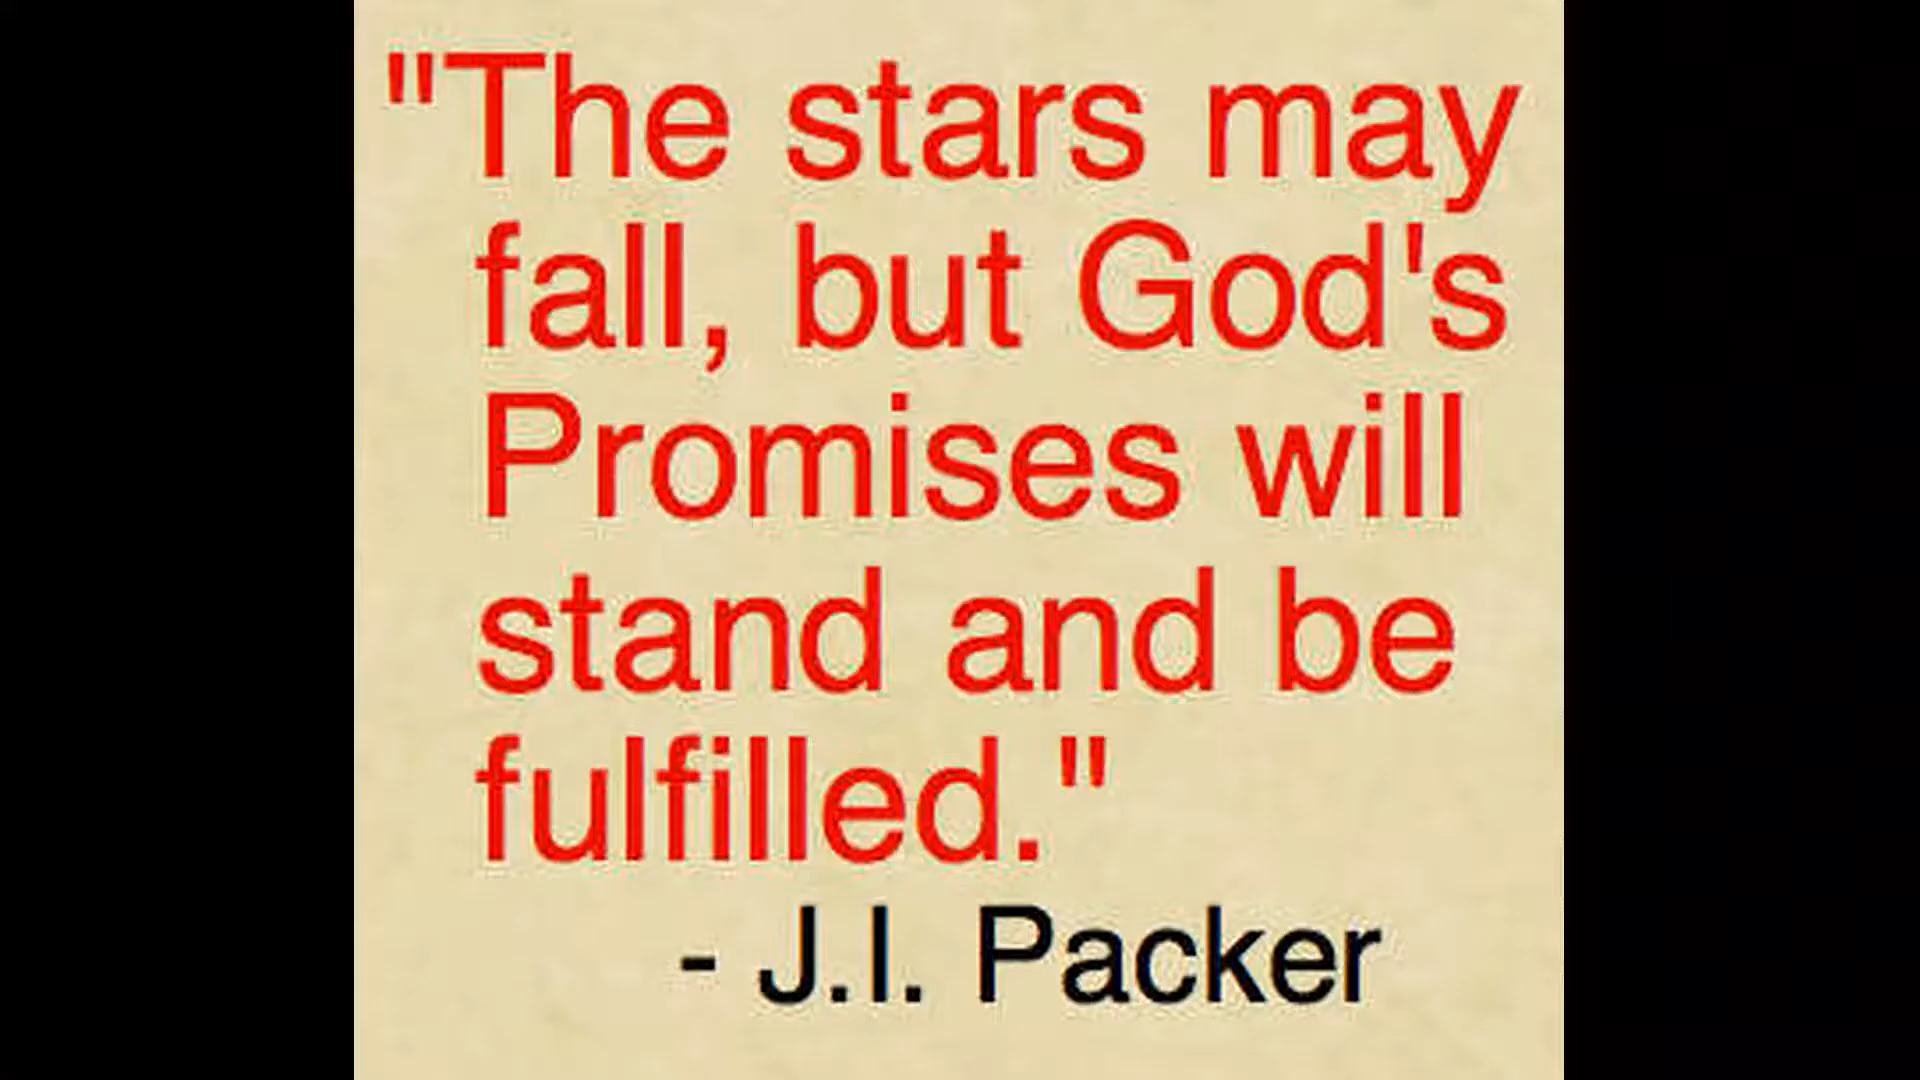 "The stars may
fall, but God's
Promises will
stand and be
fulfilled."
- J.I. Packer